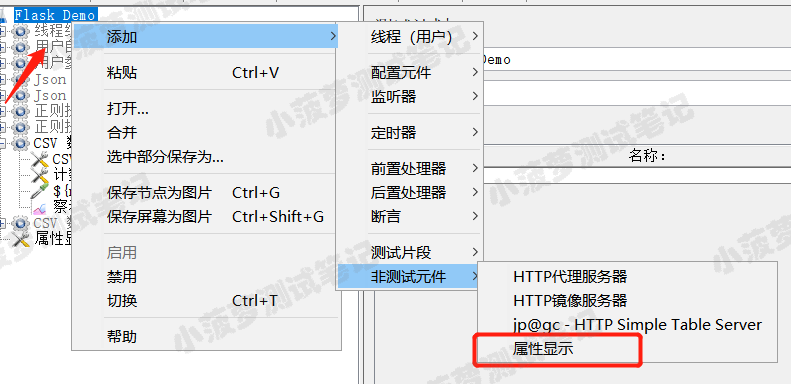 Flask Demo
线程组
用户自
用户参
Json
Json
正则提
正则提
CSV 数
CSV
计数
${
察看
CSV 数
属性显
添加
粘贴 Ctrl+V
打开...
合并
选中部分保存为...
保存节点为图片 Ctrl+G
保存屏幕为图片 Ctrl+Shift+G
启用
禁用
切换 Ctrl+T
帮助
线程（用户）
配置元件
监听器
定时器
前置处理器
后置处理器
断言
测试片段
非测试元件
HTTP代理服务器
HTTP镜像服务器
jp@gc - HTTP Simple Table Server
属性显示
测试计划
Demo
名称:
小菠萝测试笔记
小菠萝测试笔记
小菠萝测试笔记
小菠萝测试笔记
小菠萝测试笔记